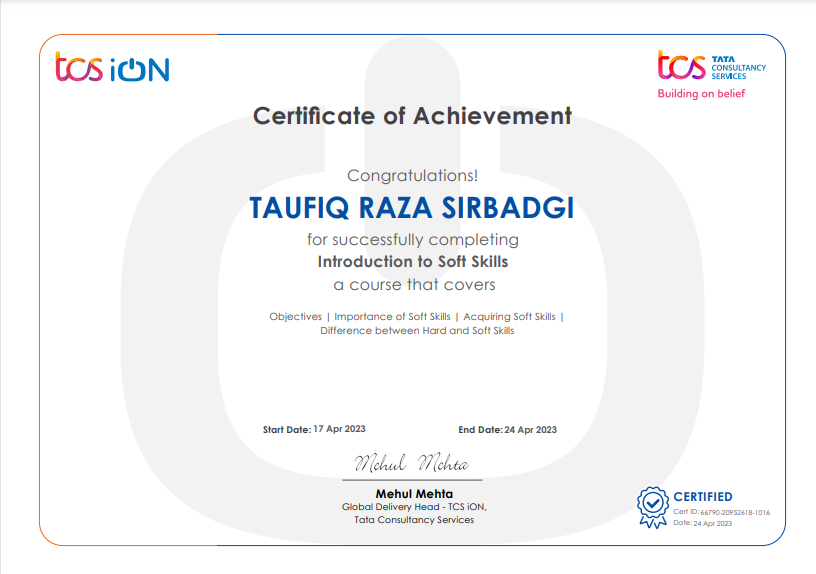 tcs iON
tcs TATA
CONSULTANCY
SERVICES
Building on belief
Certificate of Achievement
Congratulations!
TAUFIQ RAZA SIRBADGI
for successfully completing
Introduction to Soft Skills
a course that covers
Objectives | Importance of Soft Skills | Acquiring Soft Skills |
Difference between Hard and Soft Skills
Start Date: 17 Apr 2023 End Date: 24 Apr 2023
Mehul Mehta
Mehul Mehta
Global Delivery Head - TCS iON,
Tata Consultancy Services
CERTIFIED
Cert ID: 66790-20952618-1016
Date: 24 Apr 2023